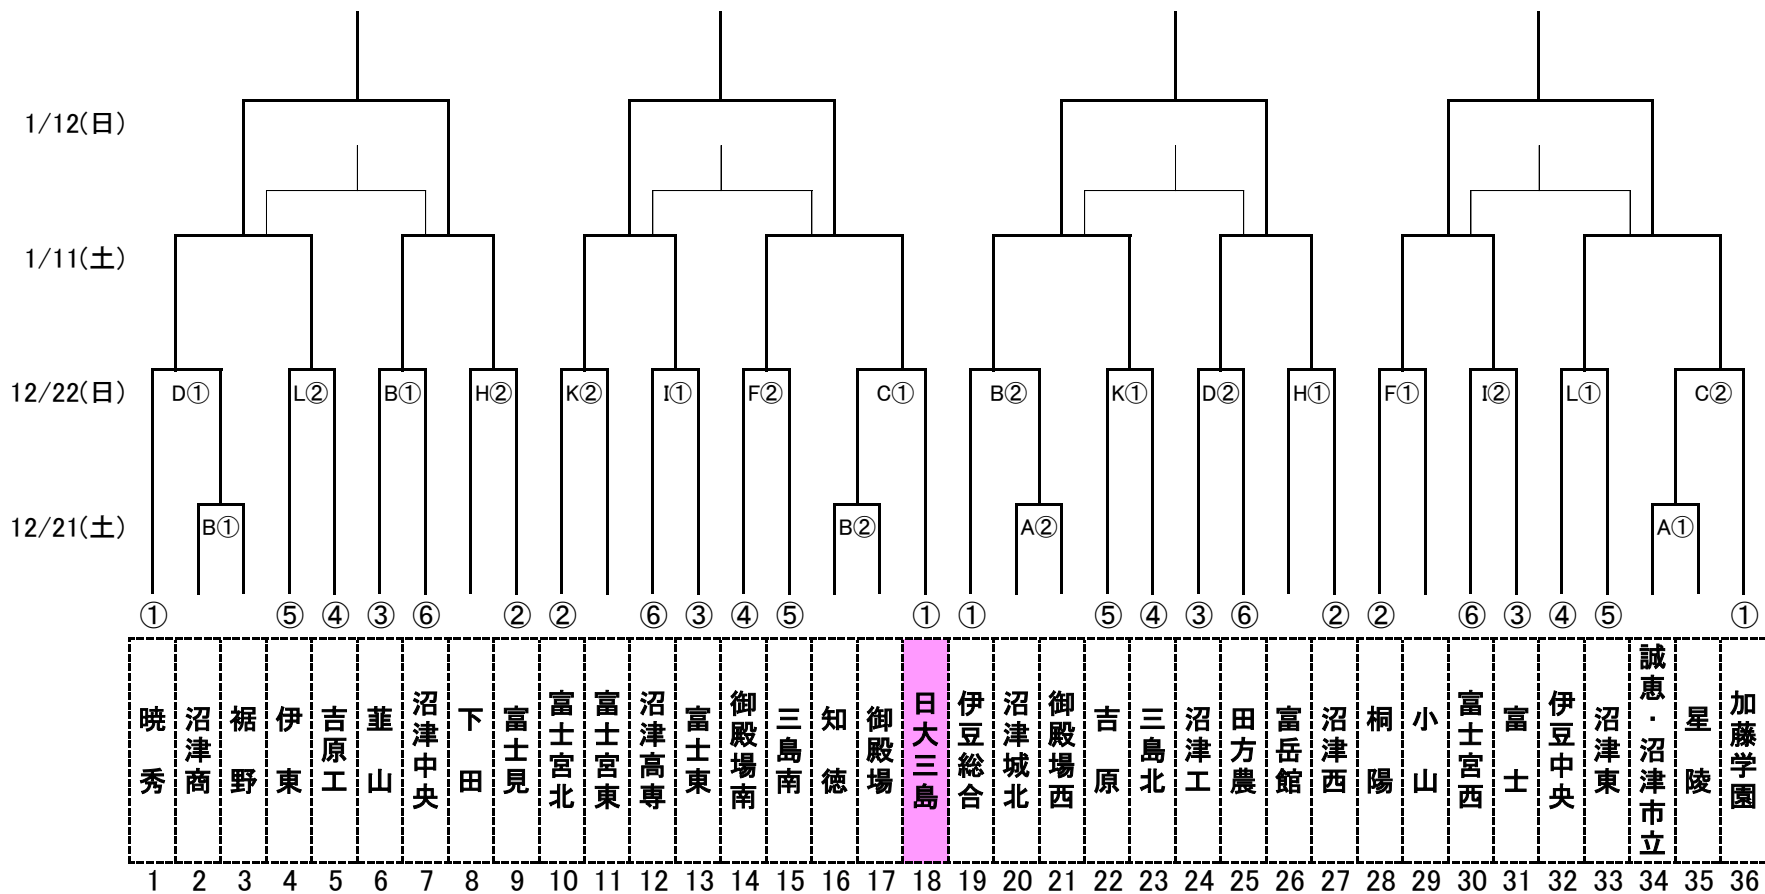 1/12(日)
1/11(土)
12/22(日) D① L② B① H② K② I① F② C① B② K① D② H① F① I② L① C②
12/21(土) B① B② A② A①
① ⑤ ④ ③ ⑥ ② ② ⑥ ③ ④ ⑤ ① ① ⑤ ④ ③ ⑥ ② ② ⑥ ③ ④ ⑤ ①
暁秀
沼津商
裾野
伊東
吉原工
韮山
沼津中央
下田
富士見
富士宮北
富士宮東
沼津高専
富士東
御殿場南
三島南
知徳
御殿場
日大三島
伊豆総合
沼津城北
御殿場西
吉原
三島北
沼津工
田方農
富岳館
沼津西
桐陽
小山
富士宮西
富士
伊豆中央
沼津東
誠恵・沼津市立
星陵
加藤学園
1 2 3 4 5 6 7 8 9 10 11 12 13 14 15 16 17 18 19 20 21 22 23 24 25 26 27 28 29 30 31 32 33 34 35 36